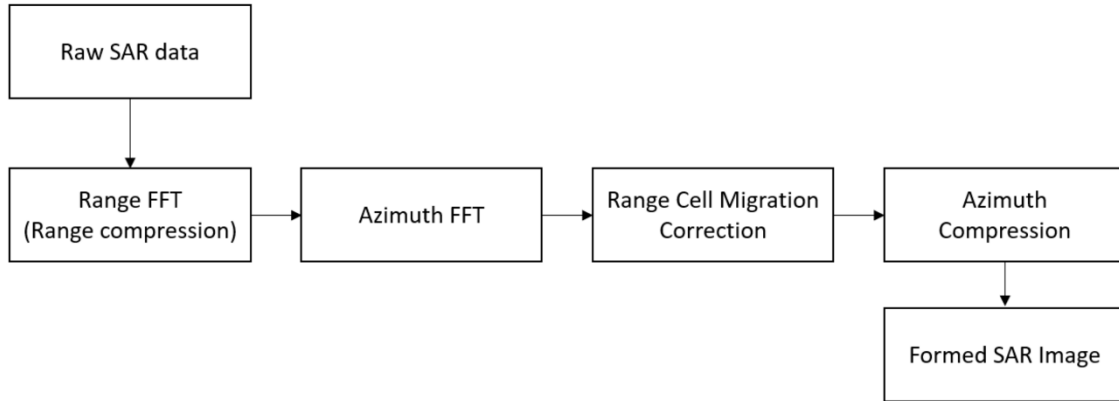 Raw SAR data
Range FFT
(Range compression)
Azimuth FFT
Range Cell Migration
Correction
Azimuth
Compression
Formed SAR Image